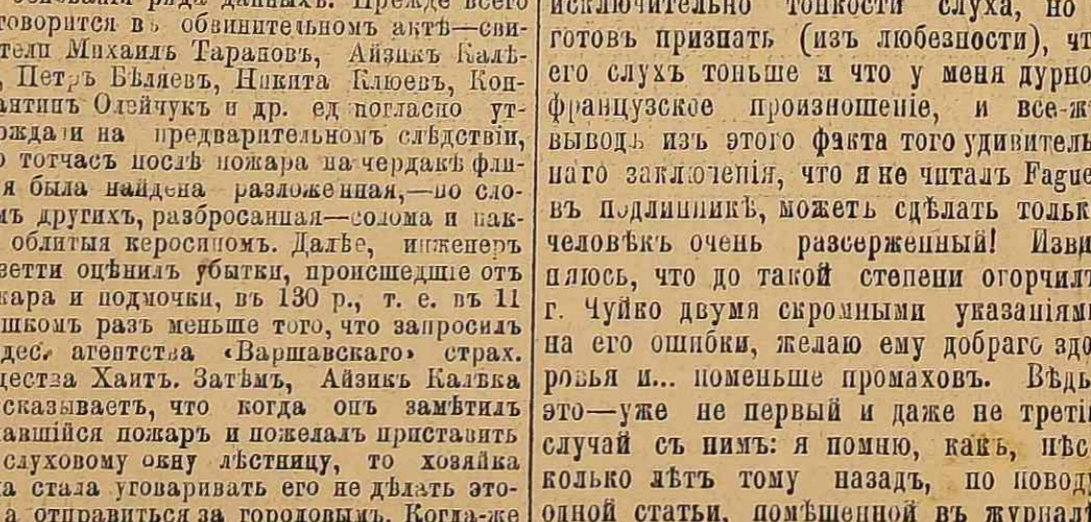 основаніи ряда данныхъ. Прежде всего
говорится въ обвинительномъ актѣ—сви-
тели Михаилъ Тарановъ, Айзикъ Калѣ-
, Петръ Бѣляевъ, Никита Клюевъ, Кон-
антинъ Олейчукъ и др. единогласно ут-
рждали на предварительномъ слѣдствіи,
о тотчасъ послѣ пожара на чердакѣ фли-
я была найдена разложенная,—по сло-
мъ другихъ, разбросанная—солома и пак-
облитыя керосиномъ. Далѣе, инженеръ
зетти оцѣнилъ убытки, происшедшіе отъ
жара и подмочки, въ 130 р., т. е. въ 11
шкомъ разъ меньше того, что запросилъ
дес. агентства «Варшавскаго» страх.
щества Хаитъ. Затѣмъ, Айзикъ Калѣка
сказываетъ, что когда онъ замѣтилъ
авшійся пожаръ и пожелалъ приставить
слуховому окну лѣстницу, то хозяйка
а стала уговаривать его не дѣлать это-
а отправиться за городовымъ. Когда-же
исключительно тонкости слуха, но
готовъ признать (изъ любезности), чт
его слухъ тоньше и что у меня дурно
французское произношеніе, и все-ж
выводъ изъ этого факта того удивитель
наго заключенія, что я не читалъ Fague
въ подлинникѣ, можетъ сдѣлать тольк
человѣкъ очень разсерженный! Изви
няюсь, что до такой степени огорчил
г. Чуйко двумя скромными указаніям
на его ошибки, желаю ему добраго здо
ровья и... поменьше промаховъ. Вѣдь
это—уже не первый и даже не трети
случай съ нимъ: я помню, какъ, нѣс
колько лѣтъ тому назадъ, по поводу
одной статьи, помѣщенной въ журнал